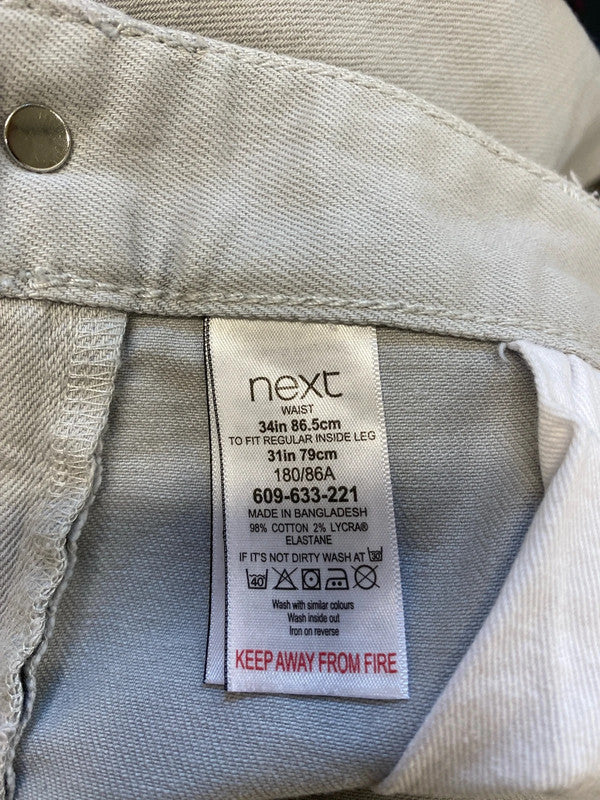 next
WAIST
34in 86.5cm
TO FIT REGULAR INSIDE LEG
31in 79cm
180/86A
609-633-221
MADE IN BANGLADESH
98% COTTON 2% LYCRA®
ELASTANE
IF IT'S NOT DIRTY WASH AT 30
40
Wash with similar colours
Wash inside out
Iron on reverse
KEEP AWAY FROM FIRE